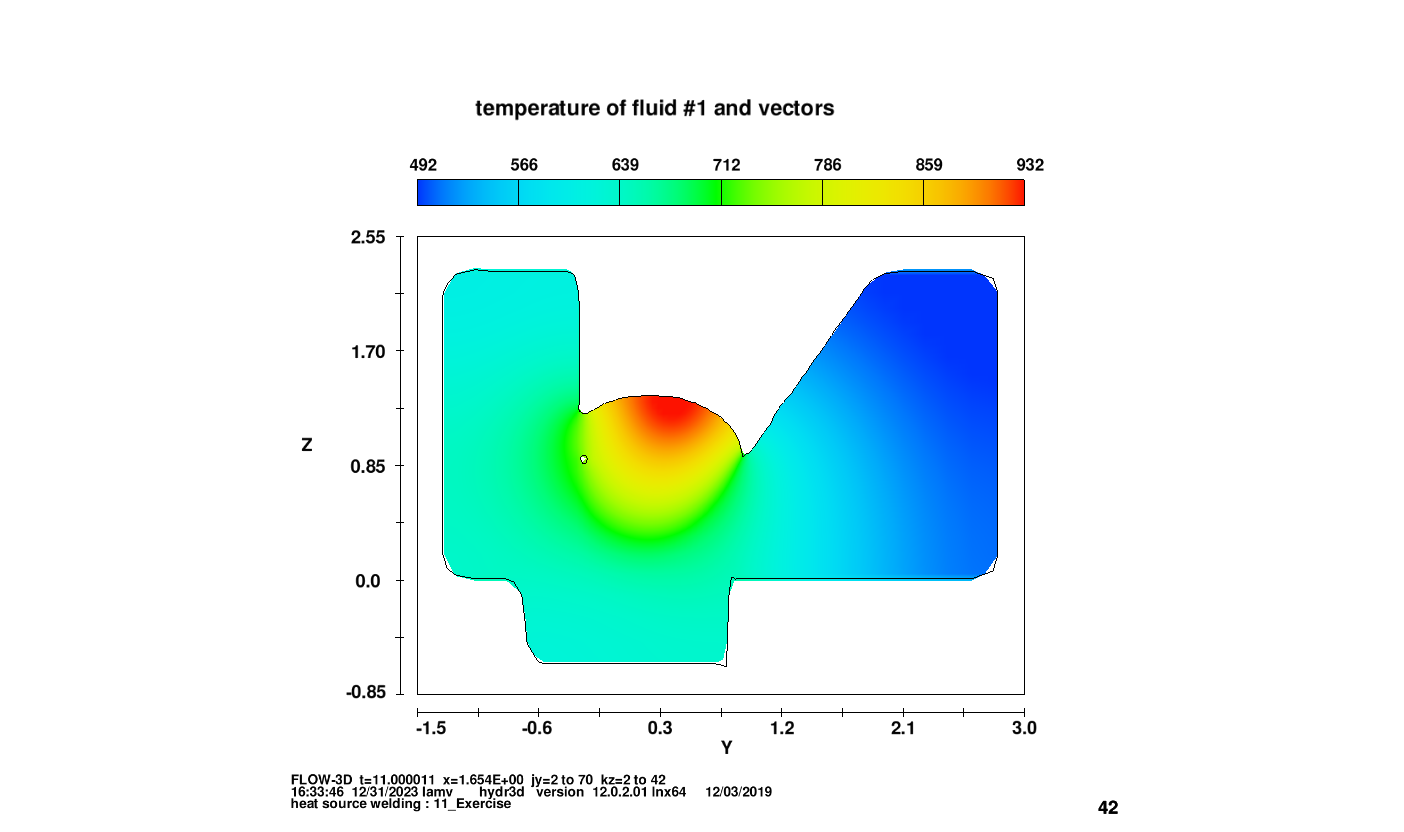 temperature of fluid #1 and vectors
492 566 639 712 786 859 932
2.55
1.70
Z
0.85
0.0
-0.85
-1.5 -0.6 0.3 1.2 2.1 3.0
Y
FLOW-3D t=11.000011 x=1.654E+00 jy=2 to 70 kz=2 to 42
16:33:46 12/31/2023 lamv hydr3d version 12.0.2.01 lnx64 12/03/2019
heat source welding : 11_Exercise
42